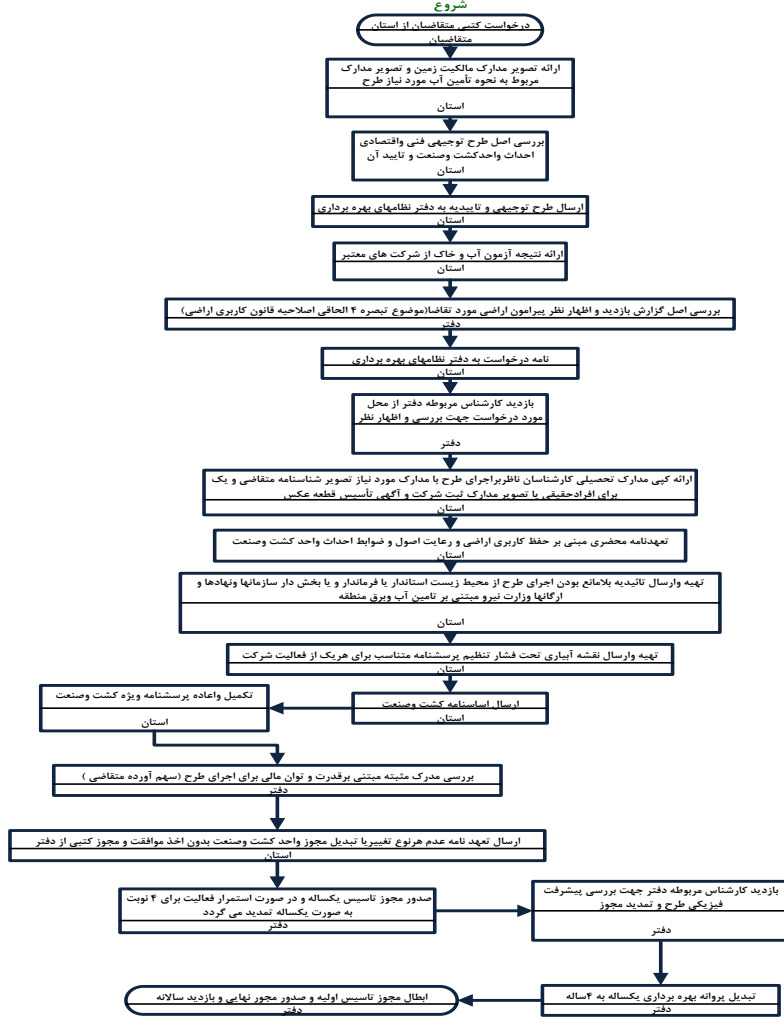 شروع
درخواست کتبی متقاضیان از استان
متقاضیان
ارائه تصویر مدارک مالکیت زمین و تصویر مدارک
مربوط به نحوه تأمین آب مورد نیاز طرح
استان
بررسی اصل طرح توجیهی فنی واقتصادی
احداث واحدکشت وصنعت و تایید آن
استان
ارسال طرح توجیهی و تاییدیه به دفتر نظامهای بهره برداری
استان
ارائه نتیجه آزمون آب و خاک از شرکت های معتبر
استان
بررسی اصل گزارش بازدید و اظهار نظر پیرامون اراضی مورد تقاضا(موضوع تبصره ۴ الحاقی اصلاحیه قانون کاربری اراضی)
دفتر
نامه درخواست به دفتر نظامهای بهره برداری
استان
بازدید کارشناس مربوطه دفتر از محل
مورد درخواست جهت بررسی و اظهار نظر
دفتر
ارائه کپی مدارک تحصیلی کارشناسان ناظربراجرای طرح با مدارک مورد نیاز تصویر شناسنامه متقاضی و یک
برای افرادحقیقی یا تصویر مدارک ثبت شرکت و آگهی تأسیس قطعه عکس
استان
تعهدنامه محضری مبنی بر حفظ کاربری اراضی و رعایت اصول و ضوابط احداث واحد کشت وصنعت
استان
تهیه وارسال تائیدیه بلامانع بودن اجرای طرح از محیط زیست استاندار یا فرماندار و یا بخش دار سازمانها ونهادها و
ارگانها وزارت نیرو مبتنی بر تامین آب وبرق منطقه
استان
تهیه وارسال نقشه آبیاری تحت فشار تنظیم پرسشنامه متناسب برای هریک از فعالیت شرکت
استان
ارسال اساسنامه کشت وصنعت
استان
تکمیل واعاده پرسشنامه ویژه کشت وصنعت
استان
بررسی مدرک مثبته مبتنی برقدرت و توان مالی برای اجرای طرح (سهم آورده متقاضی )
دفتر
ارسال تعهد نامه عدم هرنوع تغییریا تبدیل مجوز واحد کشت وصنعت بدون اخذ موافقت و مجوز کتبی از دفتر
استان
صدور مجوز تاسیس یکساله و در صورت استمرار فعالیت برای ۴ نوبت
به صورت یکساله تمدید می گردد
دفتر
بازدید کارشناس مربوطه دفتر جهت بررسی پیشرفت
فیزیکی طرح و تمدید مجوز
دفتر
تبدیل پروانه بهره برداری یکساله به ۴ساله
دفتر
ابطال مجوز تاسیس اولیه و صدور مجور نهایی و بازدید سالانه
دفتر